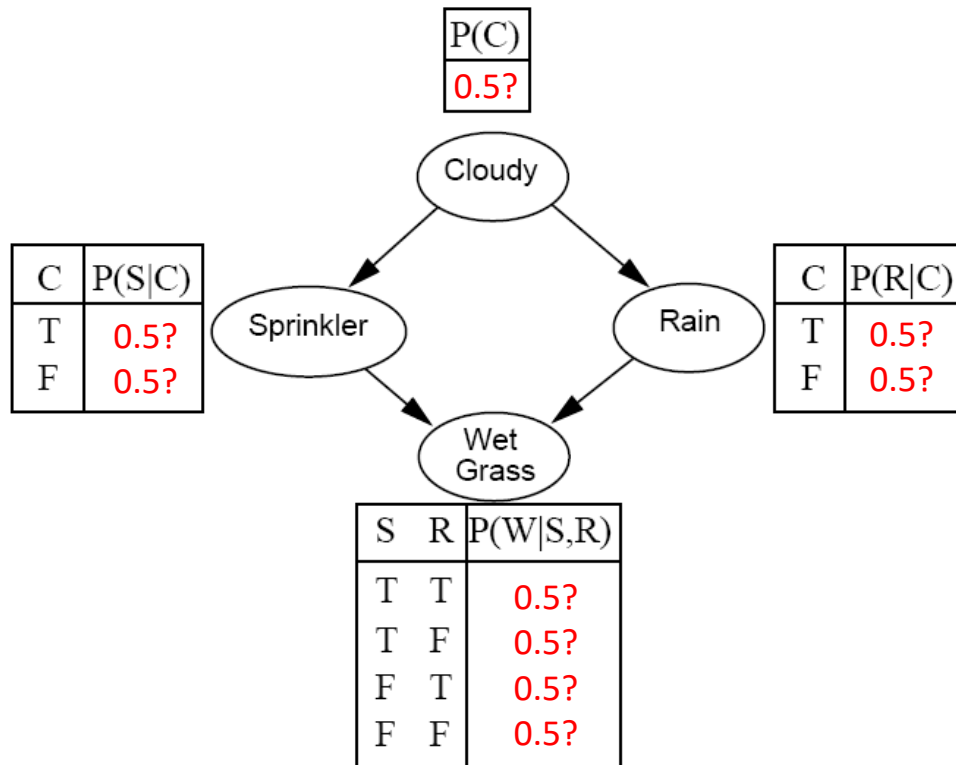 P(C)
0.5?
Cloudy
C P(S|C)
T 0.5?
F 0.5?
Sprinkler
Rain
C P(R|C)
T 0.5?
F 0.5?
Wet
Grass
S R P(W|S,R)
T T 0.5?
T F 0.5?
F T 0.5?
F F 0.5?